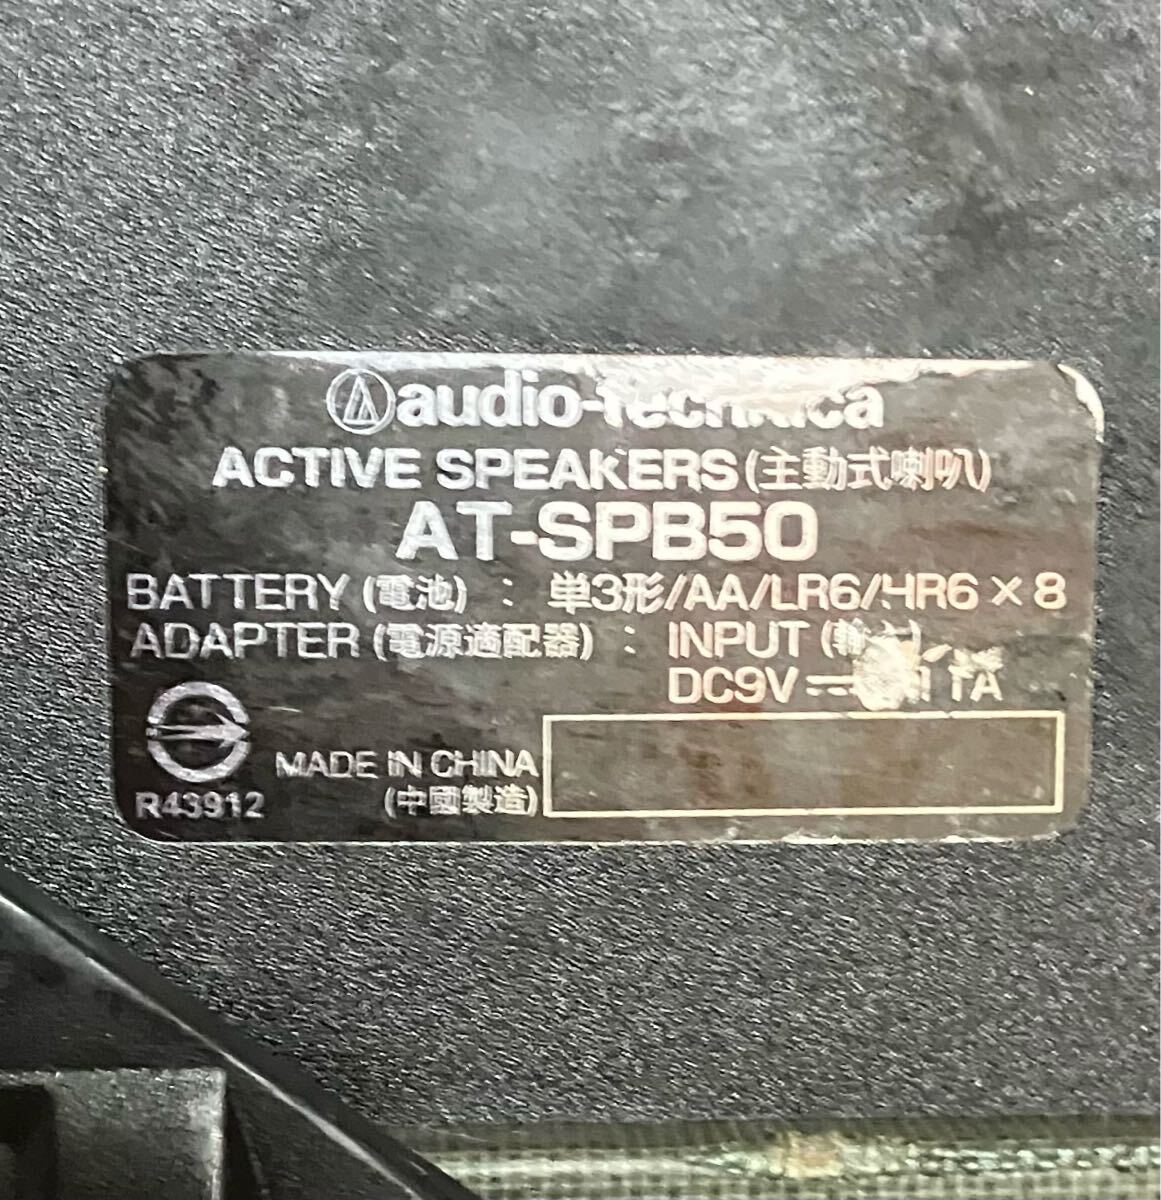 audio-technica
ACTIVE SPEAKERS(主動式喇叭)
AT-SPB50
BATTERY (電池) : 単3形/AA/LR6/HR6×8
ADAPTER (電源適配器) : INPUT
DC9V ⎓ 1A
MADE IN CHINA
(中國製造)
R43912